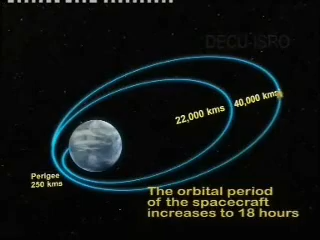 DECU-ISRO
22,000 kms
40,000 kms
Perigee
250 kms
The orbital period
of the spacecraft
increases to 18 hours